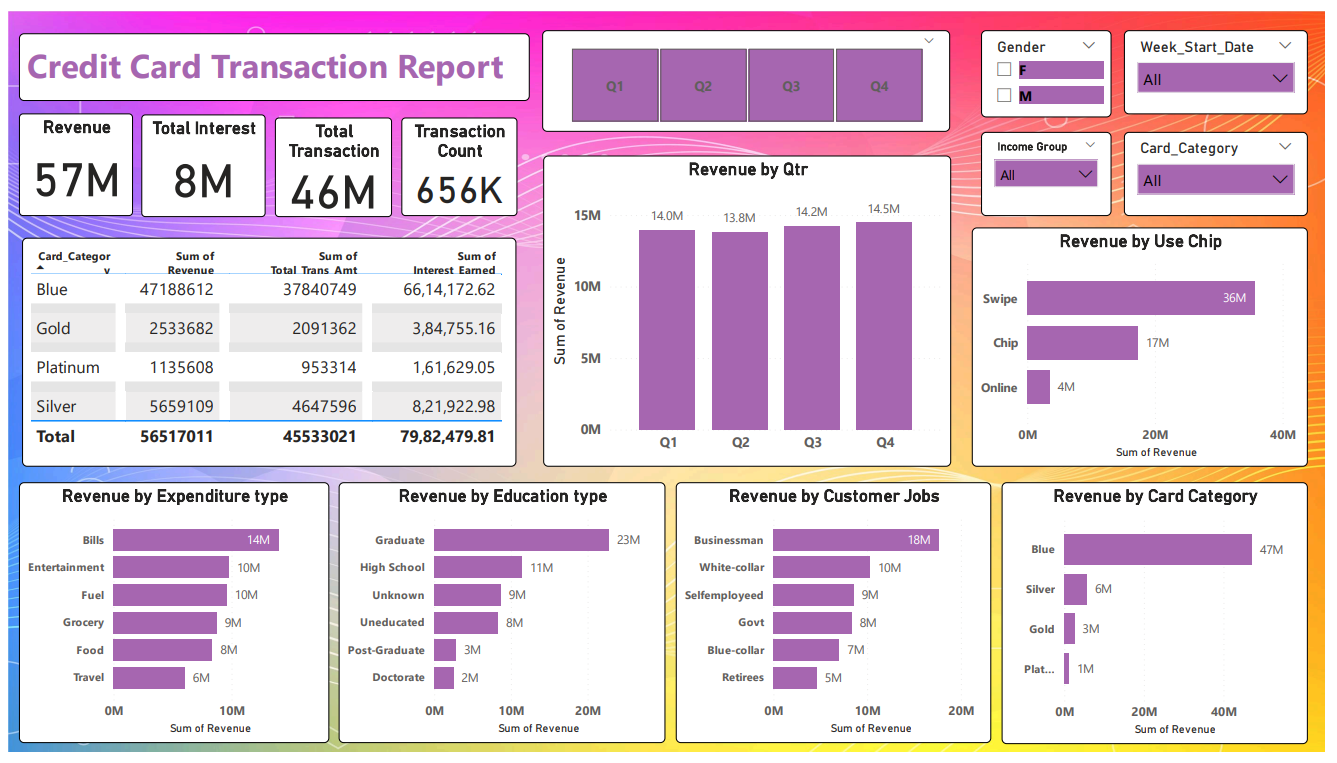 Credit Card Transaction Report
Q1 Q2 Q3 Q4
Gender
F
M
Week_Start_Date
All
Income Group
All
Card_Category
All
Revenue
57M
Total Interest
8M
Total
Transaction
46M
Transaction
Count
656K
Card_Categor
y
Sum of
Revenue
Sum of
Total_Trans_Amt
Sum of
Interest_Earned
Blue 47188612 37840749 66,14,172.62
Gold 2533682 2091362 3,84,755.16
Platinum 1135608 953314 1,61,629.05
Silver 5659109 4647596 8,21,922.98
Total 56517011 45533021 79,82,479.81
Revenue by Qtr
Sum of Revenue
15M
10M
5M
0M
14.0M 13.8M 14.2M 14.5M
Q1 Q2 Q3 Q4
Revenue by Use Chip
Swipe 36M
Chip 17M
Online 4M
0M 20M 40M
Sum of Revenue
Revenue by Expenditure type
Bills 14M
Entertainment 10M
Fuel 10M
Grocery 9M
Food 8M
Travel 6M
0M 10M
Sum of Revenue
Revenue by Education type
Graduate 23M
High School 11M
Unknown 9M
Uneducated 8M
Post-Graduate 3M
Doctorate 2M
0M 10M 20M
Sum of Revenue
Revenue by Customer Jobs
Businessman 18M
White-collar 10M
Selfemployeed 9M
Govt 8M
Blue-collar 7M
Retirees 5M
0M 10M 20M
Sum of Revenue
Revenue by Card Category
Blue 47M
Silver 6M
Gold 3M
Plat... 1M
0M 20M 40M
Sum of Revenue